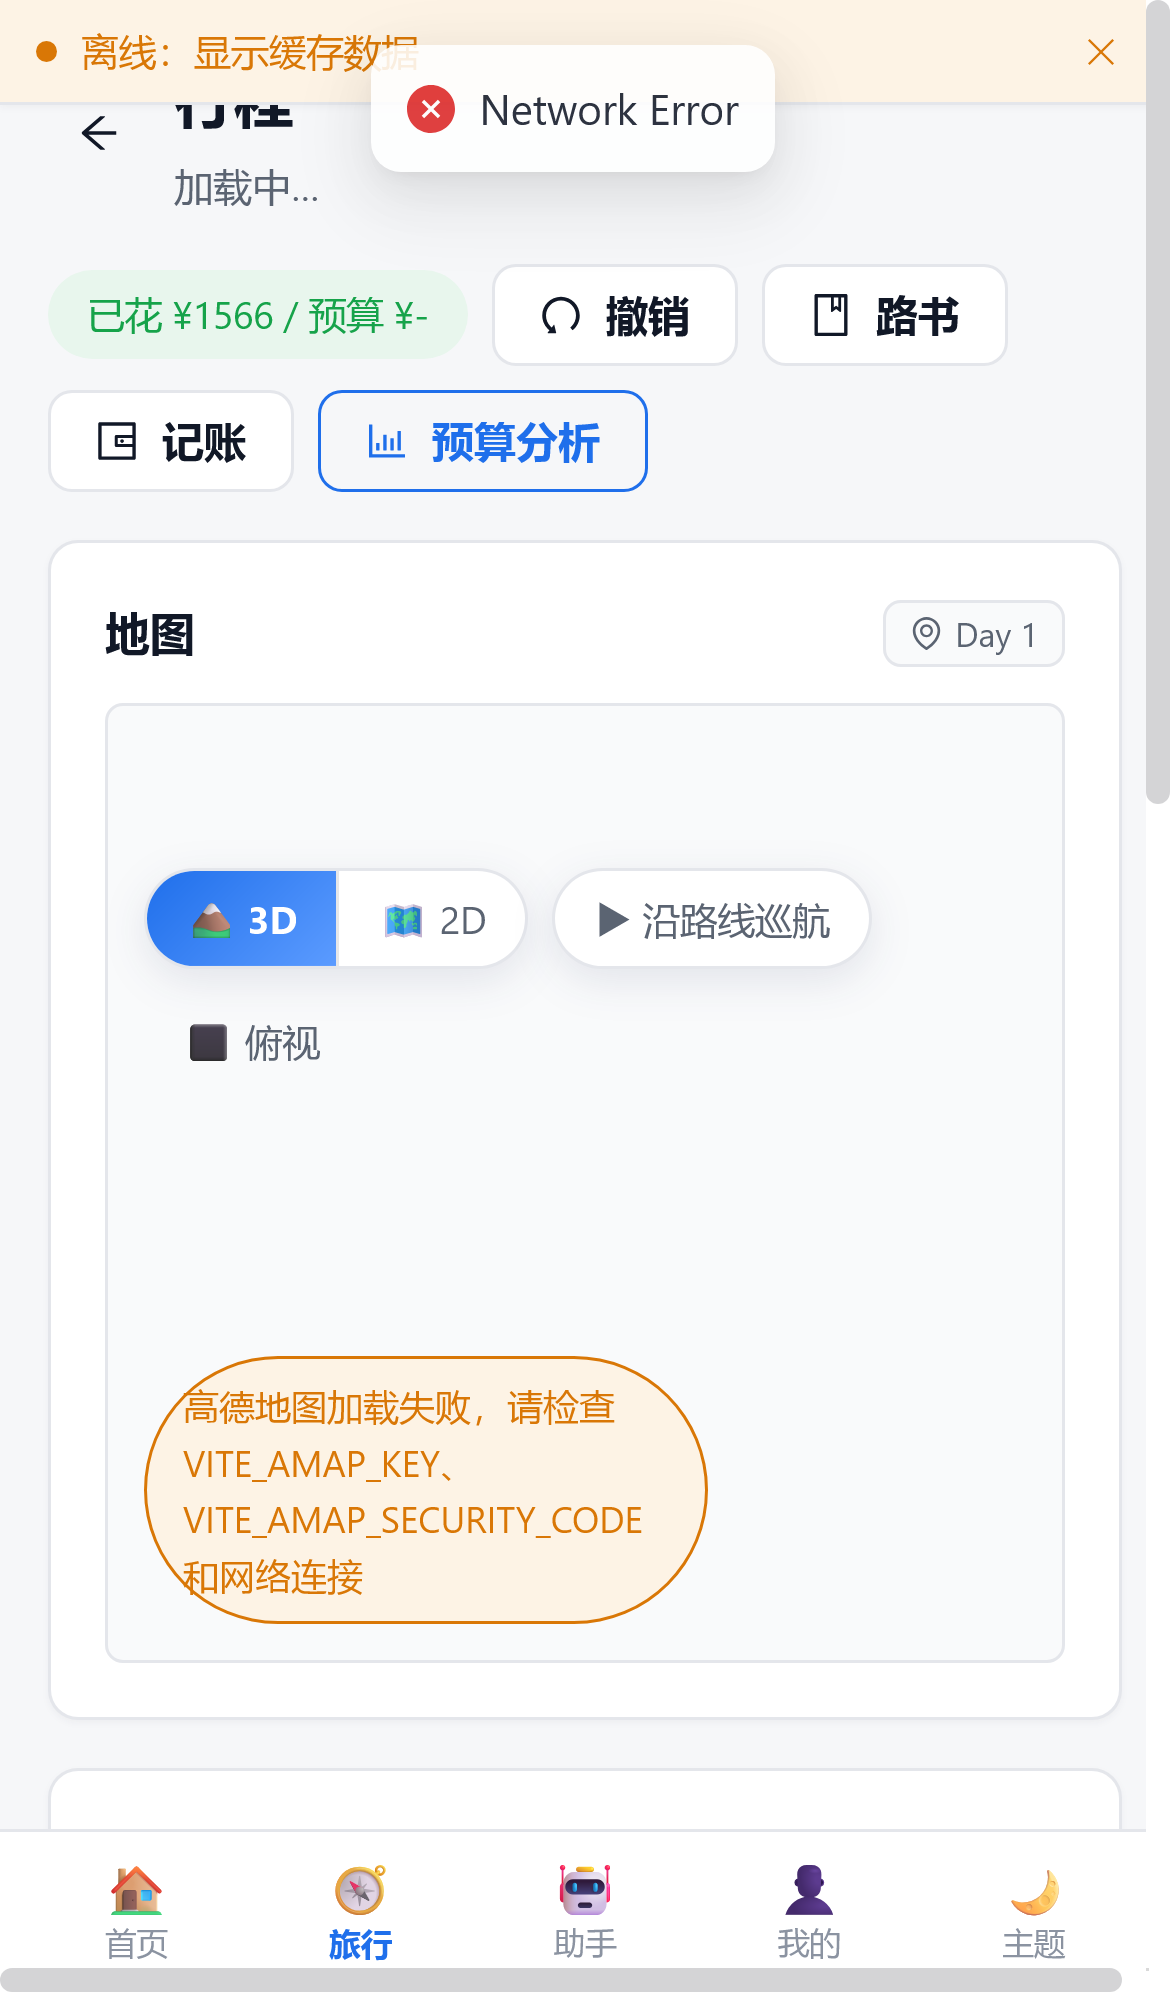 离线：显示缓存数据
Network Error
行程
加载中...
已花 ¥1566 / 预算 ¥-
撤销
路书
记账
预算分析
地图
Day 1
3D
2D
沿路线巡航
俯视
高德地图加载失败，请检查
VITE_AMAP_KEY、
VITE_AMAP_SECURITY_CODE
和网络连接
首页
旅行
助手
我的
主题